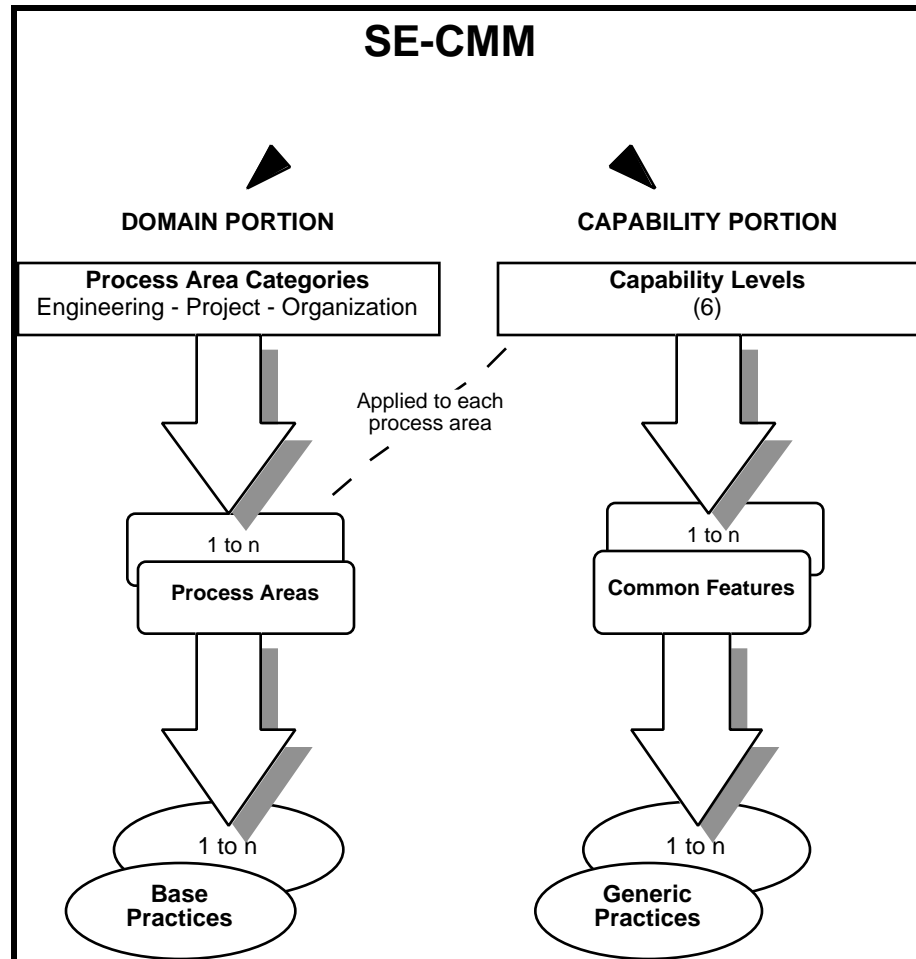 SE-CMM
DOMAIN PORTION
CAPABILITY PORTION
Process Area Categories
Engineering - Project - Organization
Capability Levels
(6)
Applied to each
process area
1 to n
Process Areas
1 to n
Common Features
1 to n
Base
Practices
1 to n
Generic
Practices